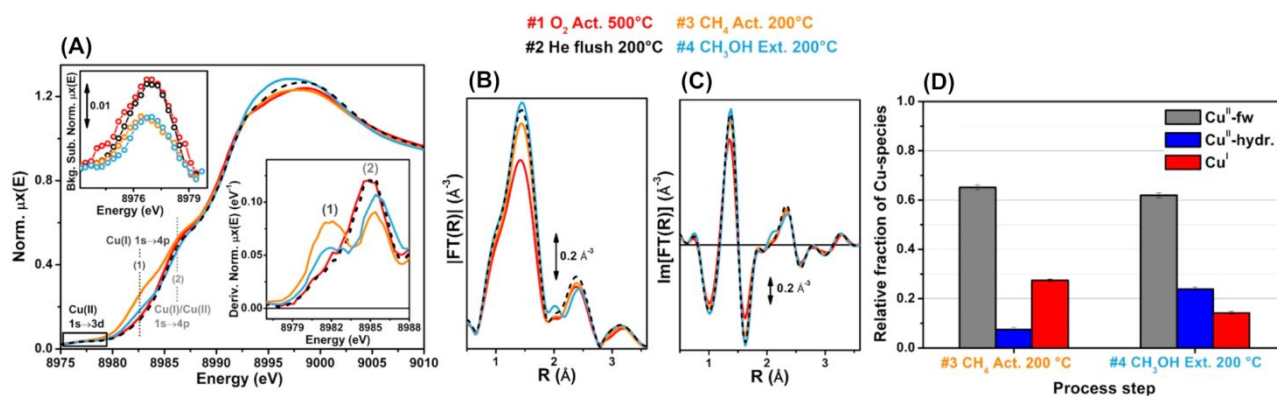 #1 O₂ Act. 500°C #3 CH₄ Act. 200°C
#2 He flush 200°C #4 CH₃OH Ext. 200°C
(A)
Norm. μx(E)
1.2
0.8
0.4
0.0
8975 8980 8985 8990 8995 9000 9005 9010
Energy (eV)
Bkg. Sub. Norm. μx(E)
0.01
8976 8979
Energy (eV)
Cu(I) 1s→4p
(1)
(2)
Cu(II)
1s→3d
Cu(I)/Cu(II)
1s→4p
Deriv. Norm. μx(E) (eV⁻¹)
0.15
0.10
0.05
0.00
(1)
(2)
8979 8982 8985 8988
Energy (eV)
(B)
|FT(R)| (Å⁻³)
0.2 Å⁻³
1 2 3
R (Å)
(C)
Im[FT(R)] (Å⁻³)
0.2 Å⁻³
1 2 3
R (Å)
(D)
Relative fraction of Cu-species
1.0
0.8
0.6
0.4
0.2
0.0
Cuᴵᴵ-fw
Cuᴵᴵ-hydr.
Cuᴵ
#3 CH₄ Act. 200 °C #4 CH₃OH Ext. 200 °C
Process step